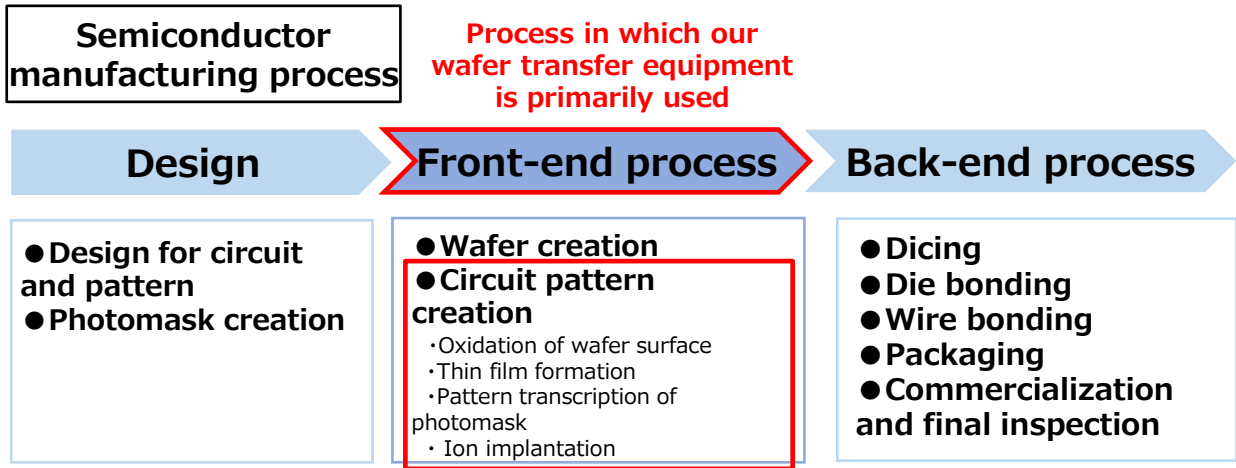 Semiconductor
manufacturing process
Process in which our
wafer transfer equipment
is primarily used
Design
Front-end process
Back-end process
●Design for circuit
and pattern
●Photomask creation
●Wafer creation
●Circuit pattern
creation
・Oxidation of wafer surface
・Thin film formation
・Pattern transcription of
photomask
・ Ion implantation
●Dicing
●Die bonding
●Wire bonding
●Packaging
●Commercialization
and final inspection